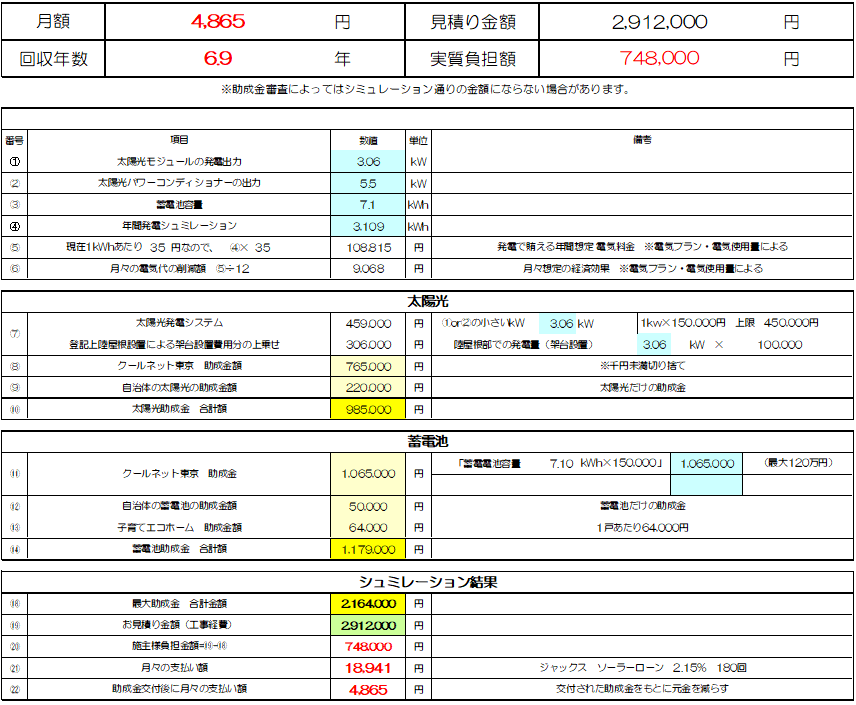 月額 4,865 円 見積り金額 2,912,000 円
回収年数 6.9 年 実質負担額 748,000 円
※助成金審査によってはシミュレーション通りの金額にならない場合があります。
番号 項目 数値 単位 備考
① 太陽光モジュールの発電出力 3.06 kW
② 太陽光パワーコンディショナーの出力 5.5 kW
③ 蓄電池容量 7.1 kWh
④ 年間発電シュミレーション 3.109 kWh
⑤ 現在1kWhあたり 35 円なので、 ④× 35 108.815 円 発電で賄える年間想定 電気料金 ※電気プラン・電気使用量による
⑥ 月々の電気代の削減額 ⑤÷12 9.068 円 月々想定の経済効果 ※電気プラン・電気使用量による
太陽光
⑦ 太陽光発電システム 459.000 円 ①or②の小さいkW 3.06 kW 1kw×150.000円 上限 450.000円
登記上陸屋根設置による架台設置費用分の上乗せ 306.000 円 陸屋根部での発電量(架台設置) 3.06 kW × 100.000
⑧ クールネット東京 助成金額 765.000 円 ※千円未満切り捨て
⑨ 自治体の太陽光の助成金額 220.000 円 太陽光だけの助成金
⑩ 太陽光助成金 合計額 985.000 円
蓄電池
⑪ クールネット東京 助成金 1.065.000 円 「蓄電電池容量 7.10 kWh×150.000」 1.065.000 (最大120万円)
⑫ 自治体の蓄電池の助成金額 50.000 円 蓄電池だけの助成金
⑬ 子育てエコホーム 助成金額 64.000 円 1戸あたり64.000円
⑭ 蓄電池助成金 合計額 1.179.000 円
シュミレーション結果
⑱ 最大助成金 合計金額 2.164.000 円
⑲ お見積り金額(工事経費) 2.912.000 円
⑳ 施主様負担金額=⑲-⑱ 748.000 円
㉑ 月々の支払い額 18.941 円 ジャックス ソーラーローン 2.15% 180回
㉒ 助成金交付後に月々の支払い額 4.865 円 交付された助成金をもとに元金を減らす